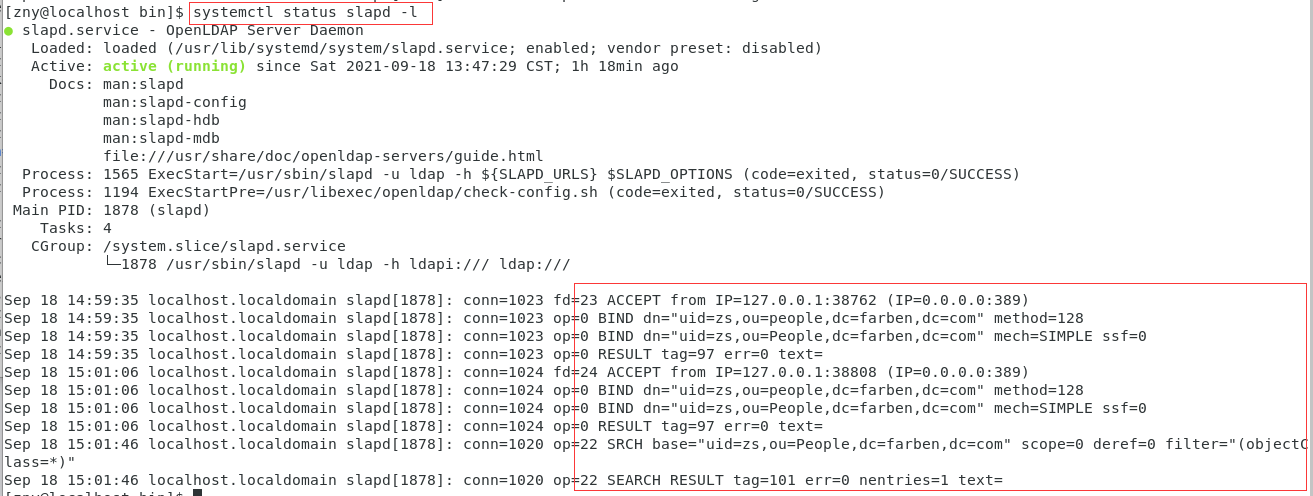 [zny@localhost bin]$ systemctl status slapd -l
● slapd.service - OpenLDAP Server Daemon
   Loaded: loaded (/usr/lib/systemd/system/slapd.service; enabled; vendor preset: disabled)
   Active: active (running) since Sat 2021-09-18 13:47:29 CST; 1h 18min ago
     Docs: man:slapd
           man:slapd-config
           man:slapd-hdb
           man:slapd-mdb
           file:///usr/share/doc/openldap-servers/guide.html
  Process: 1565 ExecStart=/usr/sbin/slapd -u ldap -h ${SLAPD_URLS} $SLAPD_OPTIONS (code=exited, status=0/SUCCESS)
  Process: 1194 ExecStartPre=/usr/libexec/openldap/check-config.sh (code=exited, status=0/SUCCESS)
 Main PID: 1878 (slapd)
    Tasks: 4
   CGroup: /system.slice/slapd.service
           └─1878 /usr/sbin/slapd -u ldap -h ldapi:/// ldap:///
Sep 18 14:59:35 localhost.localdomain slapd[1878]: conn=1023 fd=23 ACCEPT from IP=127.0.0.1:38762 (IP=0.0.0.0:389)
Sep 18 14:59:35 localhost.localdomain slapd[1878]: conn=1023 op=0 BIND dn="uid=zs,ou=people,dc=farben,dc=com" method=128
Sep 18 14:59:35 localhost.localdomain slapd[1878]: conn=1023 op=0 BIND dn="uid=zs,ou=People,dc=farben,dc=com" mech=SIMPLE ssf=0
Sep 18 14:59:35 localhost.localdomain slapd[1878]: conn=1023 op=0 RESULT tag=97 err=0 text=
Sep 18 15:01:06 localhost.localdomain slapd[1878]: conn=1024 fd=24 ACCEPT from IP=127.0.0.1:38808 (IP=0.0.0.0:389)
Sep 18 15:01:06 localhost.localdomain slapd[1878]: conn=1024 op=0 BIND dn="uid=zs,ou=people,dc=farben,dc=com" method=128
Sep 18 15:01:06 localhost.localdomain slapd[1878]: conn=1024 op=0 BIND dn="uid=zs,ou=People,dc=farben,dc=com" mech=SIMPLE ssf=0
Sep 18 15:01:06 localhost.localdomain slapd[1878]: conn=1024 op=0 RESULT tag=97 err=0 text=
Sep 18 15:01:46 localhost.localdomain slapd[1878]: conn=1020 op=22 SRCH base="uid=zs,ou=People,dc=farben,dc=com" scope=0 deref=0 filter="(objectC
lass=*)"
Sep 18 15:01:46 localhost.localdomain slapd[1878]: conn=1020 op=22 SEARCH RESULT tag=101 err=0 nentries=1 text=
[zny@localhost bin]$